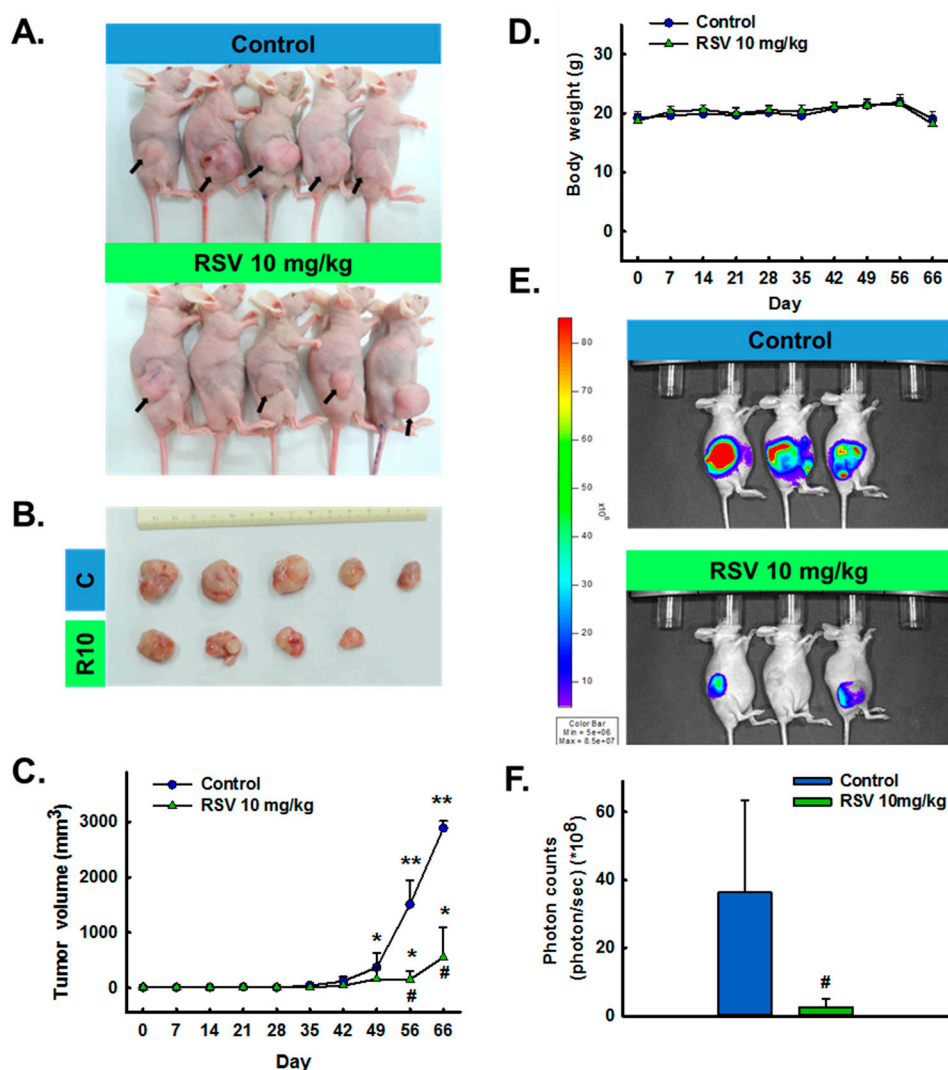 A.
Control
RSV 10 mg/kg
B.
C
R10
C.
Control
RSV 10 mg/kg
Tumor volume (mm3)
3000
2000
1000
0
**
**
*
*
*
#
#
0 7 14 21 28 35 42 49 56 66
Day
D.
Control
RSV 10 mg/kg
Body weight (g)
30
20
10
0
0 7 14 21 28 35 42 49 56 66
Day
E.
Control
RSV 10 mg/kg
80
70
60
50
40
30
20
10
x10⁶
Color Bar
Min = 5e+06
Max = 8.5e+07
F.
Control
RSV 10mg/kg
Photon counts
(photon/sec) (*10⁸)
60
40
20
0
#